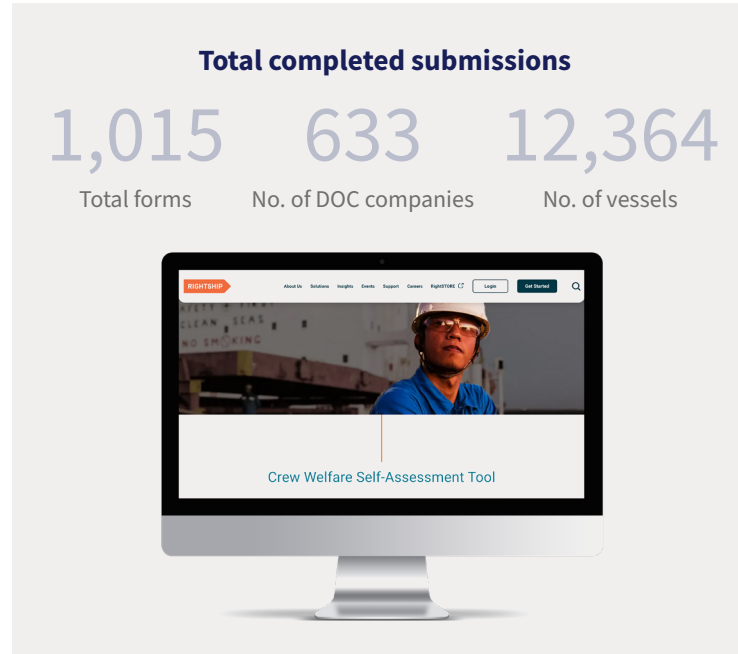 Total completed submissions
1,015 633 12,364
Total forms No. of DOC companies No. of vessels
RIGHTSHIP About Us Solutions Insights Events Support Careers RightSTORE Login Get Started
SAFETY FIRST
CLEAN SEAS
NO SMOKING
Crew Welfare Self-Assessment Tool